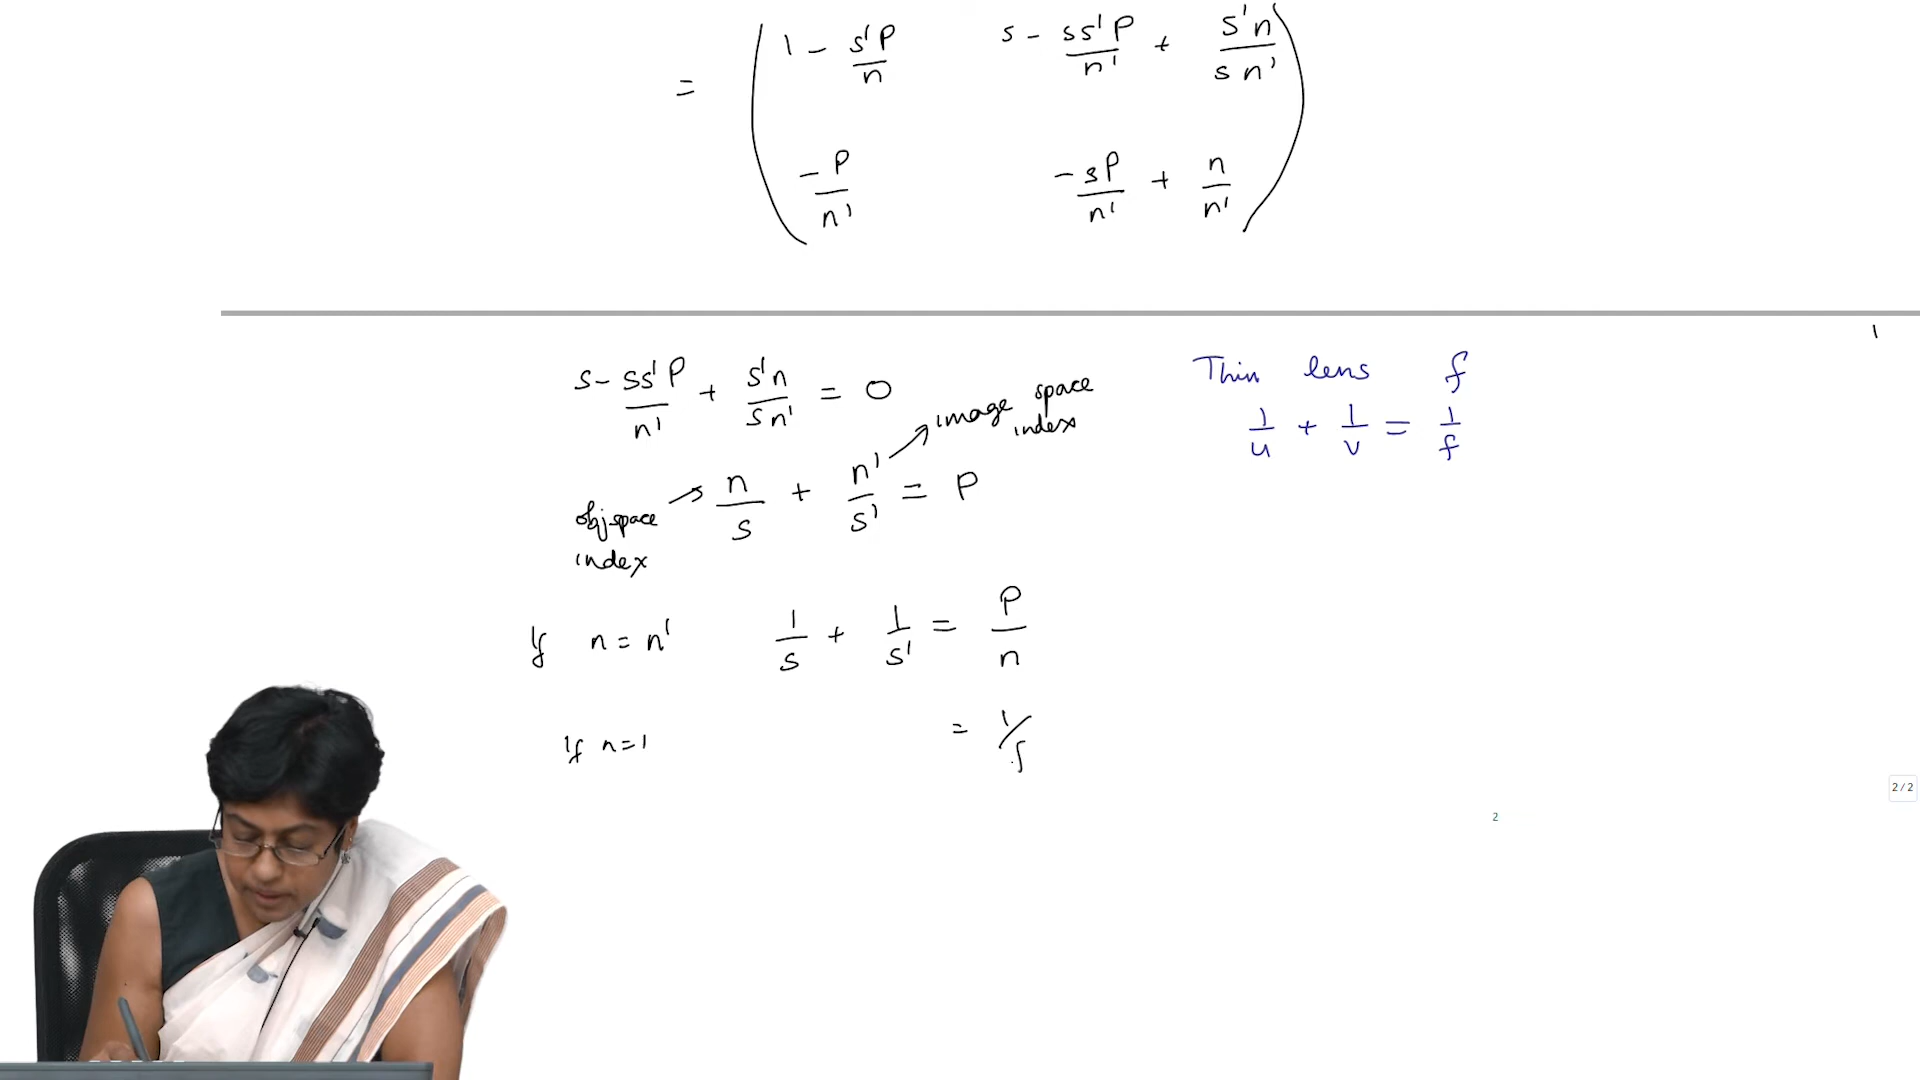 = ( 1 - s'P/n    s - ss'P/n' + s'n/sn'
-P/n'    -sP/n' + n/n' )
1
s - ss'P/n' + s'n/sn' = 0
image space index
obj space index
n/s + n'/s' = P
If n = n'    1/s + 1/s' = P/n
If n=1    = 1/f
Thin lens f
1/u + 1/v = 1/f
2/2
2